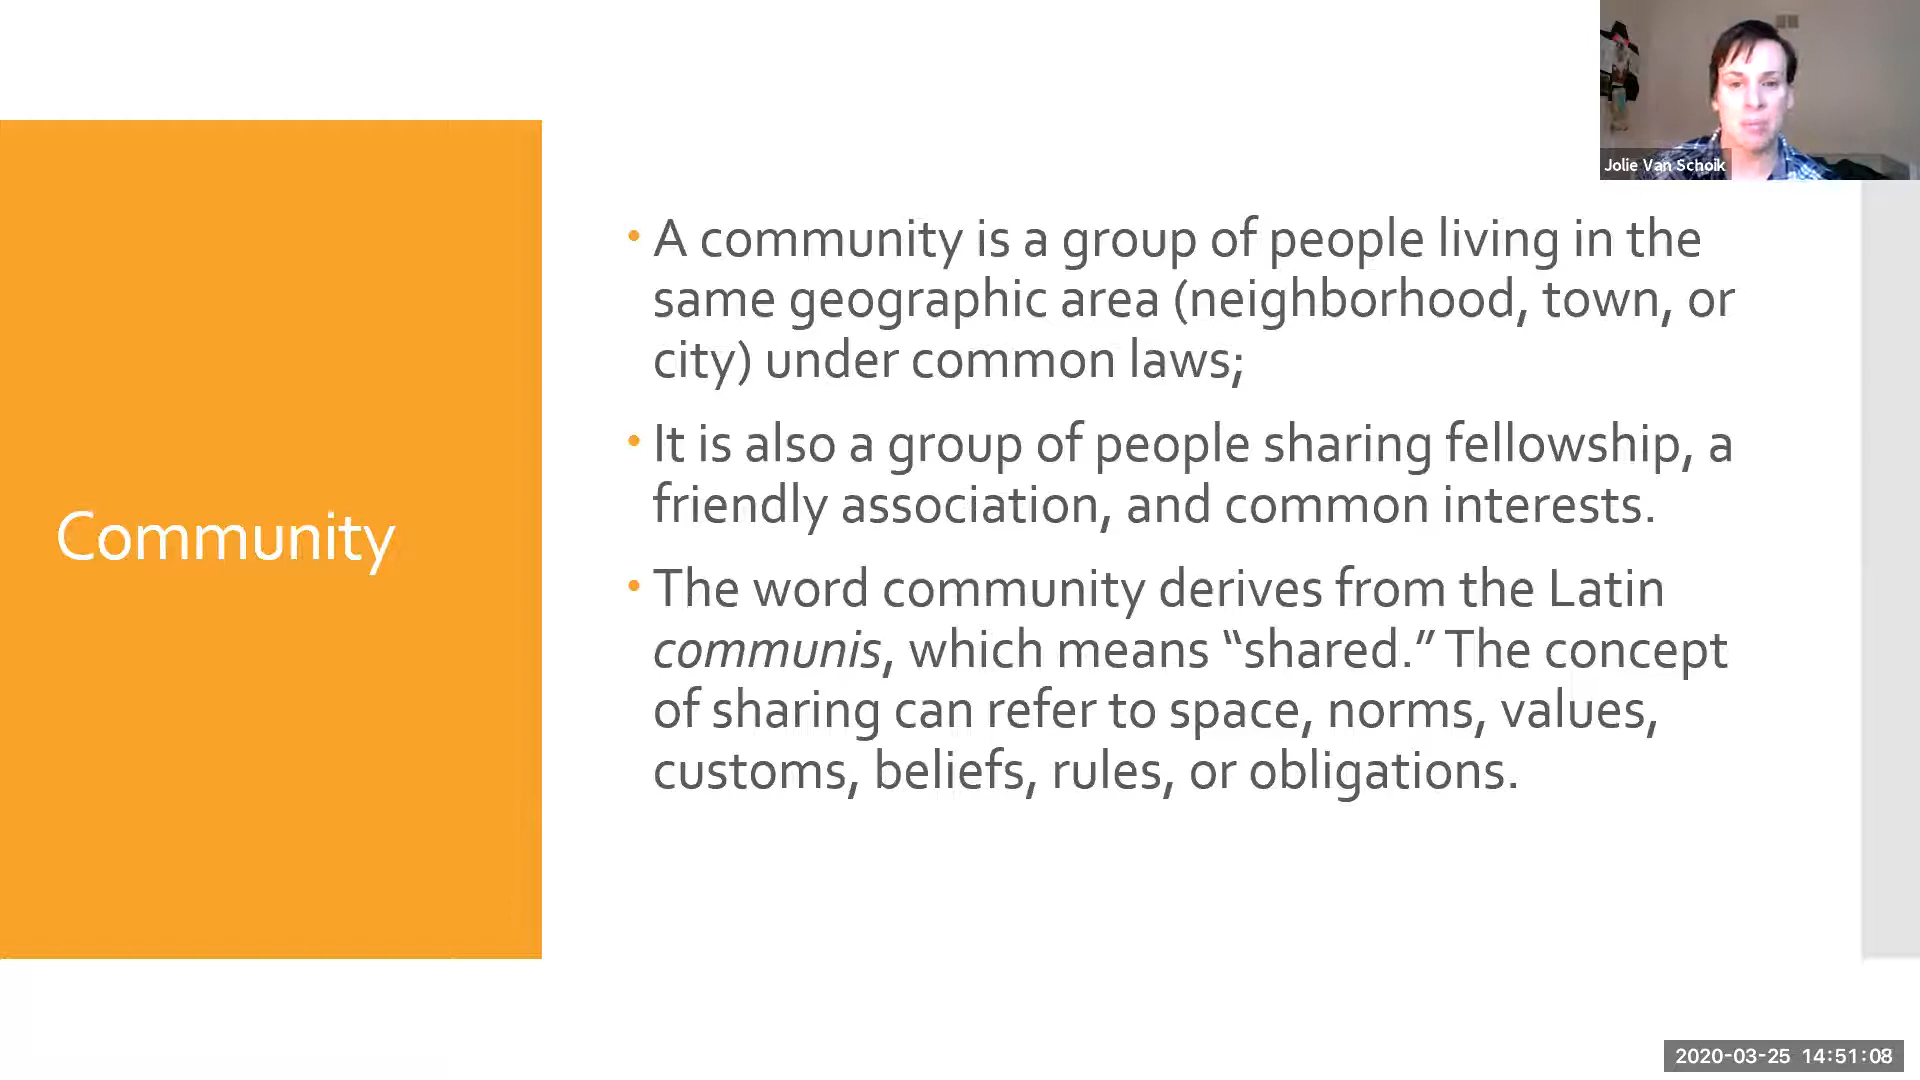 Jolie Van Schoik
Community
• A community is a group of people living in the
same geographic area (neighborhood, town, or
city) under common laws;
• It is also a group of people sharing fellowship, a
friendly association, and common interests.
• The word community derives from the Latin
communis, which means “shared.” The concept
of sharing can refer to space, norms, values,
customs, beliefs, rules, or obligations.
2020-03-25 14:51:08